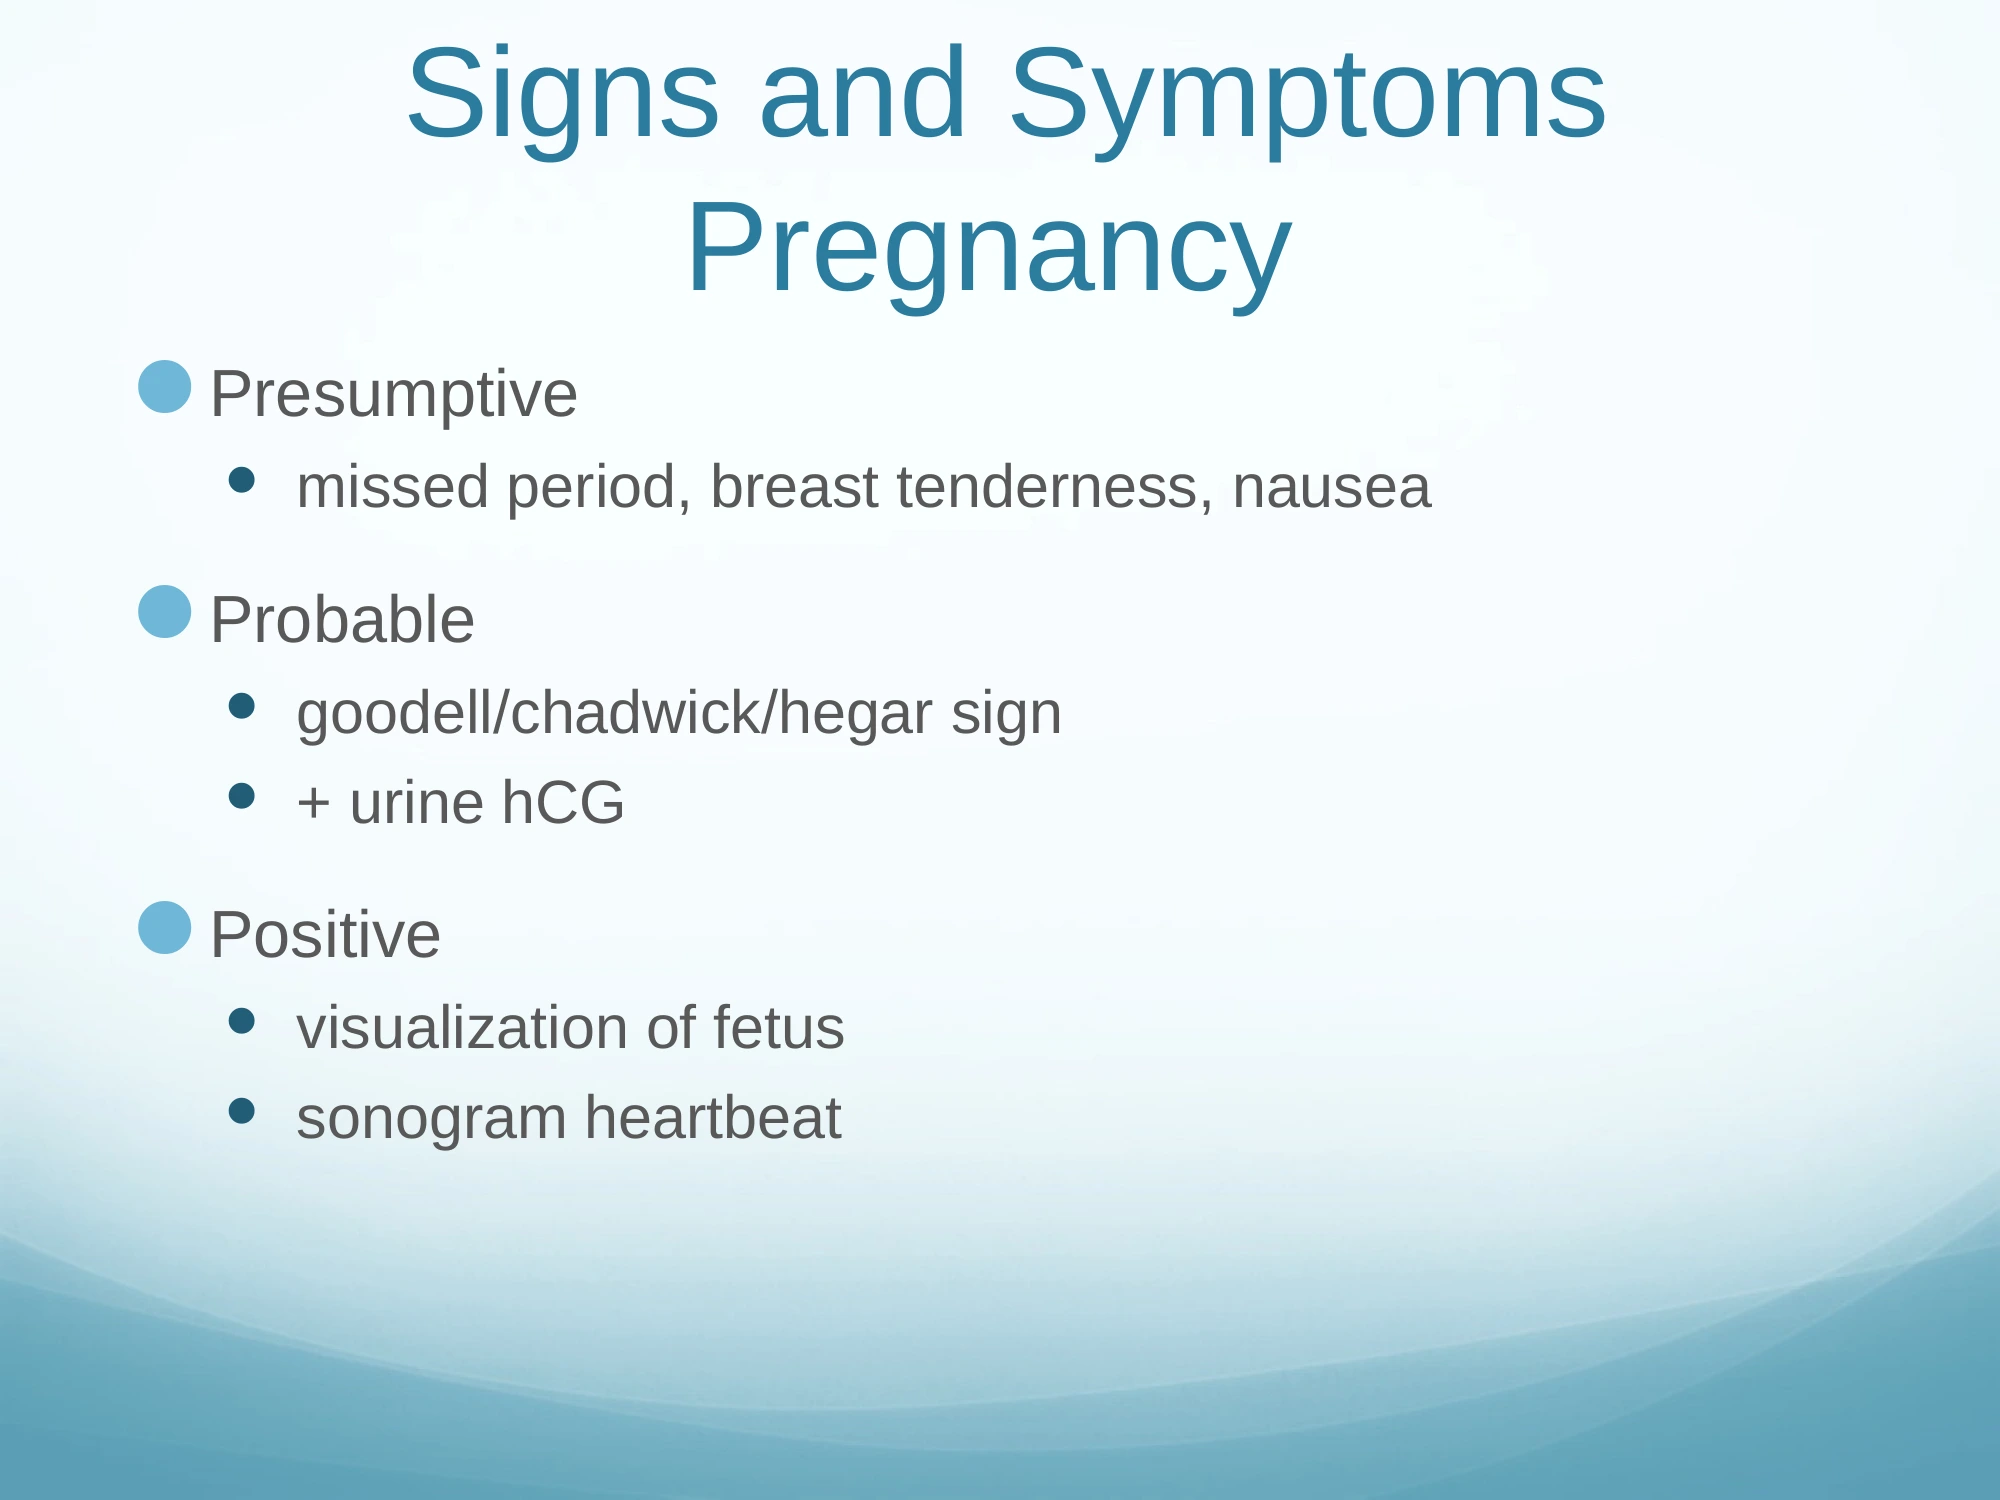 Signs and Symptoms
Pregnancy
Presumptive
missed period, breast tenderness, nausea
Probable
goodell/chadwick/hegar sign
+ urine hCG
Positive
visualization of fetus
sonogram heartbeat